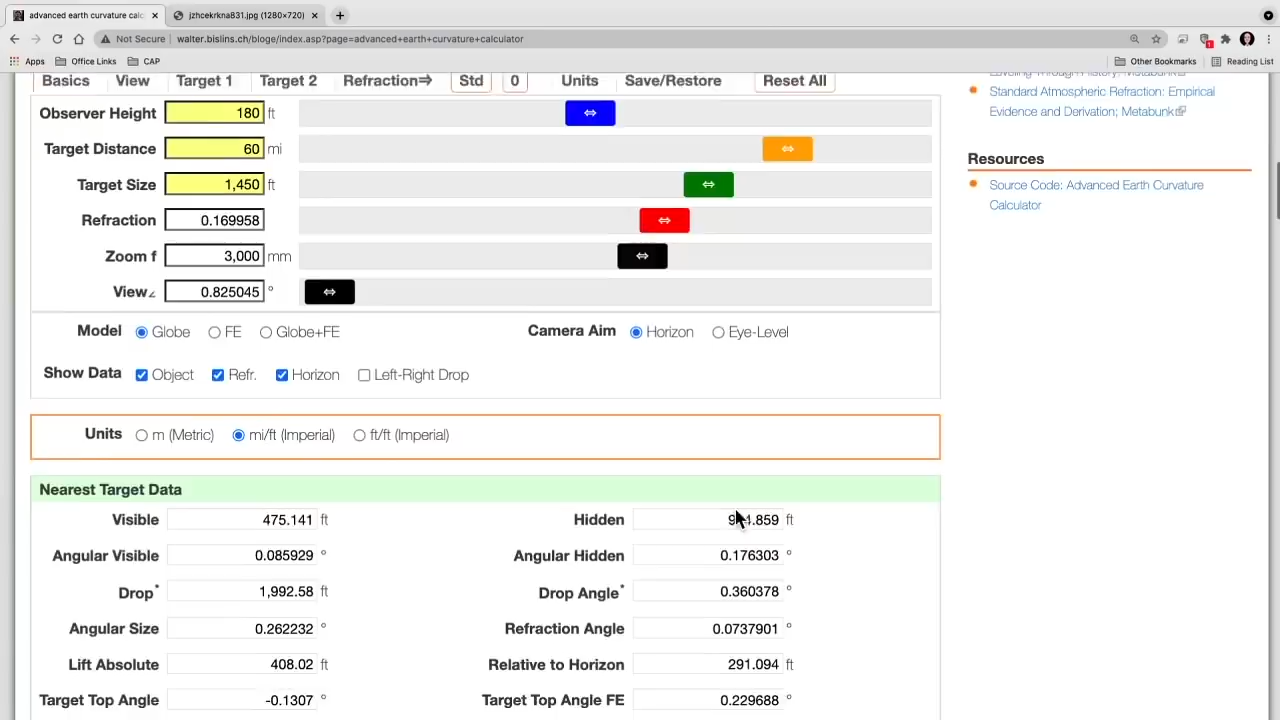 advanced earth curvature calc
jzhcekrkna831.jpg (1280×720)
Not Secure | walter.bislins.ch/bloge/index.asp?page=advanced+earth+curvature+calculator
Apps Office Links CAP Other Bookmarks Reading List
Basics View Target 1 Target 2 Refraction⇒ Std 0 Units Save/Restore Reset All
Observer Height 180 ft
Target Distance 60 mi
Target Size 1,450 ft
Refraction 0.169958
Zoom f 3,000 mm
View∠ 0.825045 °
Model Globe FE Globe+FE Camera Aim Horizon Eye-Level
Show Data Object Refr. Horizon Left-Right Drop
Units m (Metric) mi/ft (Imperial) ft/ft (Imperial)
Nearest Target Data
Visible 475.141 ft Hidden ft
Angular Visible 0.085929 ° Angular Hidden 0.176303 °
Drop* 1,992.58 ft Drop Angle* 0.360378 °
Angular Size 0.262232 ° Refraction Angle 0.0737901 °
Lift Absolute 408.02 ft Relative to Horizon 291.094 ft
Target Top Angle -0.1307 ° Target Top Angle FE 0.229688 °
Standard Atmospheric Refraction: Empirical
Evidence and Derivation; Metabunk
Resources
Source Code: Advanced Earth Curvature
Calculator